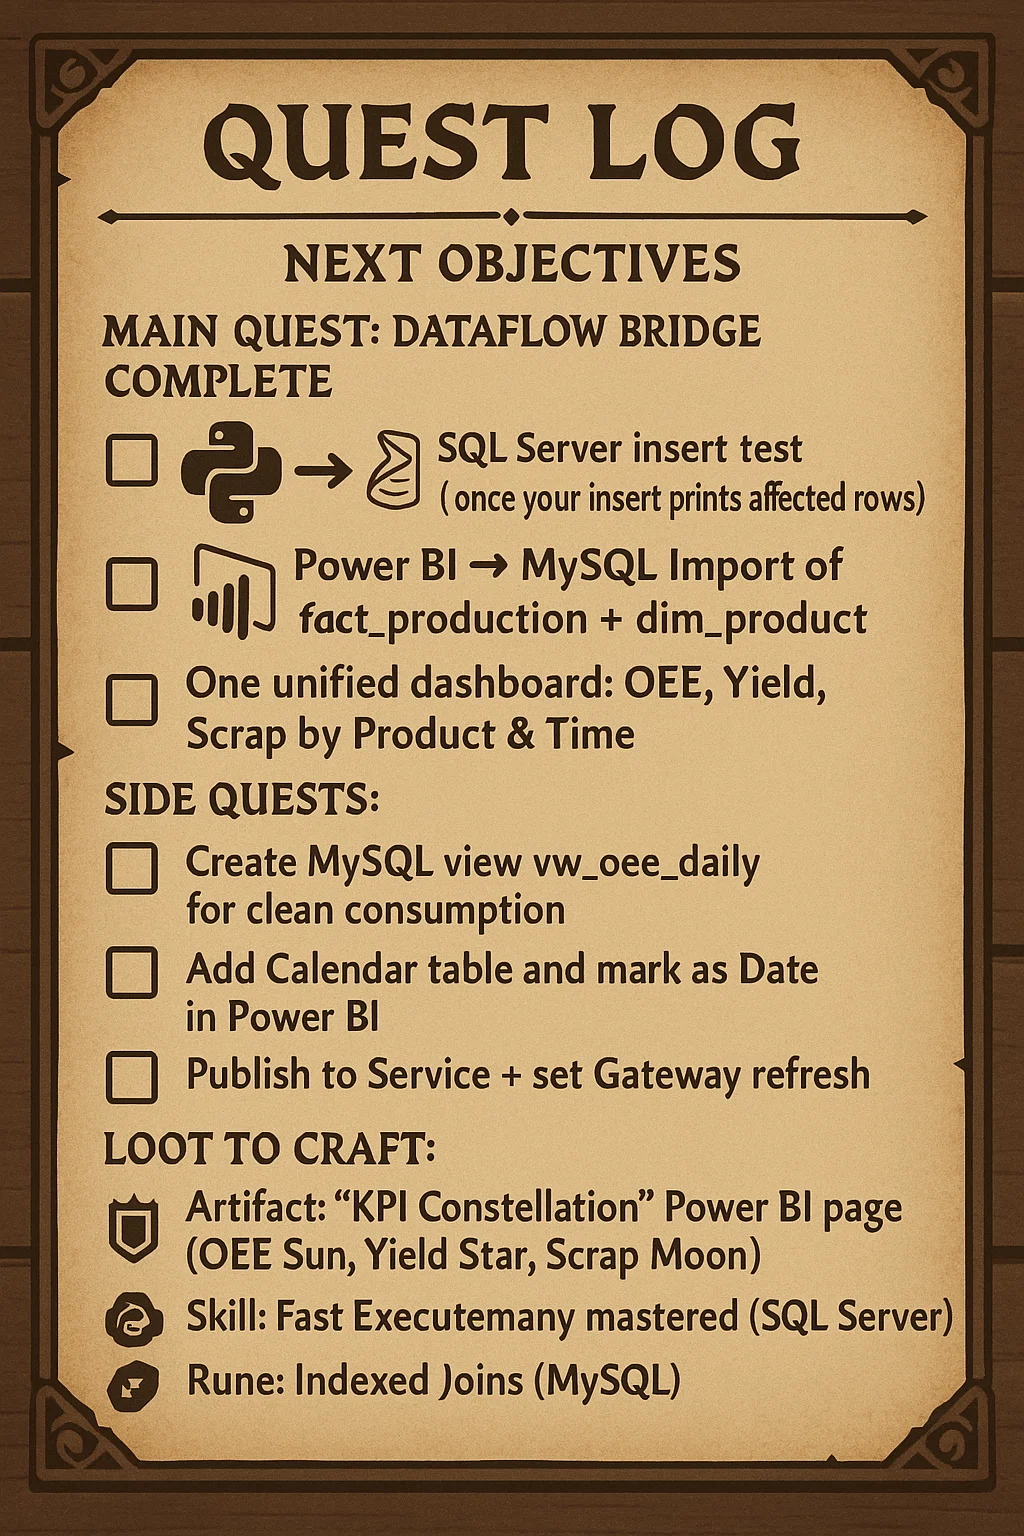 QUEST LOG
NEXT OBJECTIVES
MAIN QUEST: DATAFLOW BRIDGE
COMPLETE
→ SQL Server insert test
(once your insert prints affected rows)
Power BI → MySQL Import of
fact_production + dim_product
One unified dashboard: OEE, Yield,
Scrap by Product & Time
SIDE QUESTS:
Create MySQL view vw_oee_daily
for clean consumption
Add Calendar table and mark as Date
in Power BI
Publish to Service + set Gateway refresh
LOOT TO CRAFT:
Artifact: “KPI Constellation” Power BI page
(OEE Sun, Yield Star, Scrap Moon)
Skill: Fast Executemany mastered (SQL Server)
Rune: Indexed Joins (MySQL)